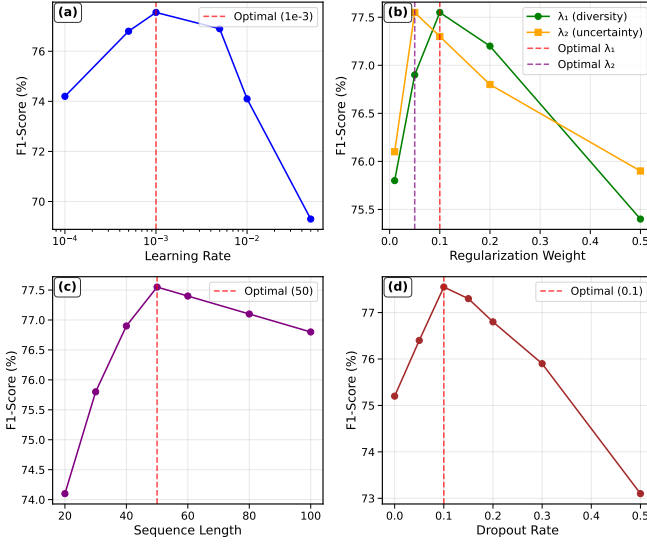 (a)
Optimal (1e-3)
76
74
72
70
F1-Score (%)
10⁻⁴
10⁻³
10⁻²
Learning Rate
(b)
λ₁ (diversity)
λ₂ (uncertainty)
Optimal λ₁
Optimal λ₂
77.5
77.0
76.5
76.0
75.5
F1-Score (%)
0.0 0.1 0.2 0.3 0.4 0.5
Regularization Weight
(c)
Optimal (50)
77.5
77.0
76.5
76.0
75.5
75.0
74.5
74.0
F1-Score (%)
20 40 60 80 100
Sequence Length
(d)
Optimal (0.1)
77
76
75
74
73
F1-Score (%)
0.0 0.1 0.2 0.3 0.4 0.5
Dropout Rate